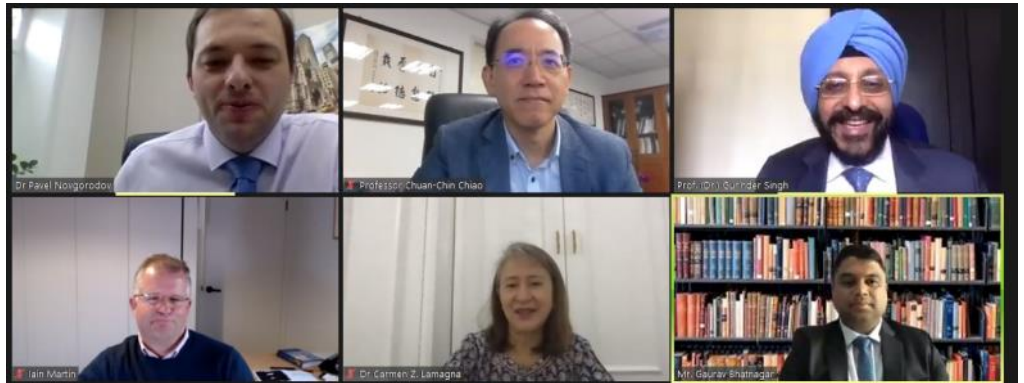 Dr Pavel Novgorodov
Professor Chuan-Chin Chiao
Prof. (Dr.) Gurinder Singh
Iain Martin
Dr. Carmen Z. Lamagna
Mr. Gaurav Bhatnagar